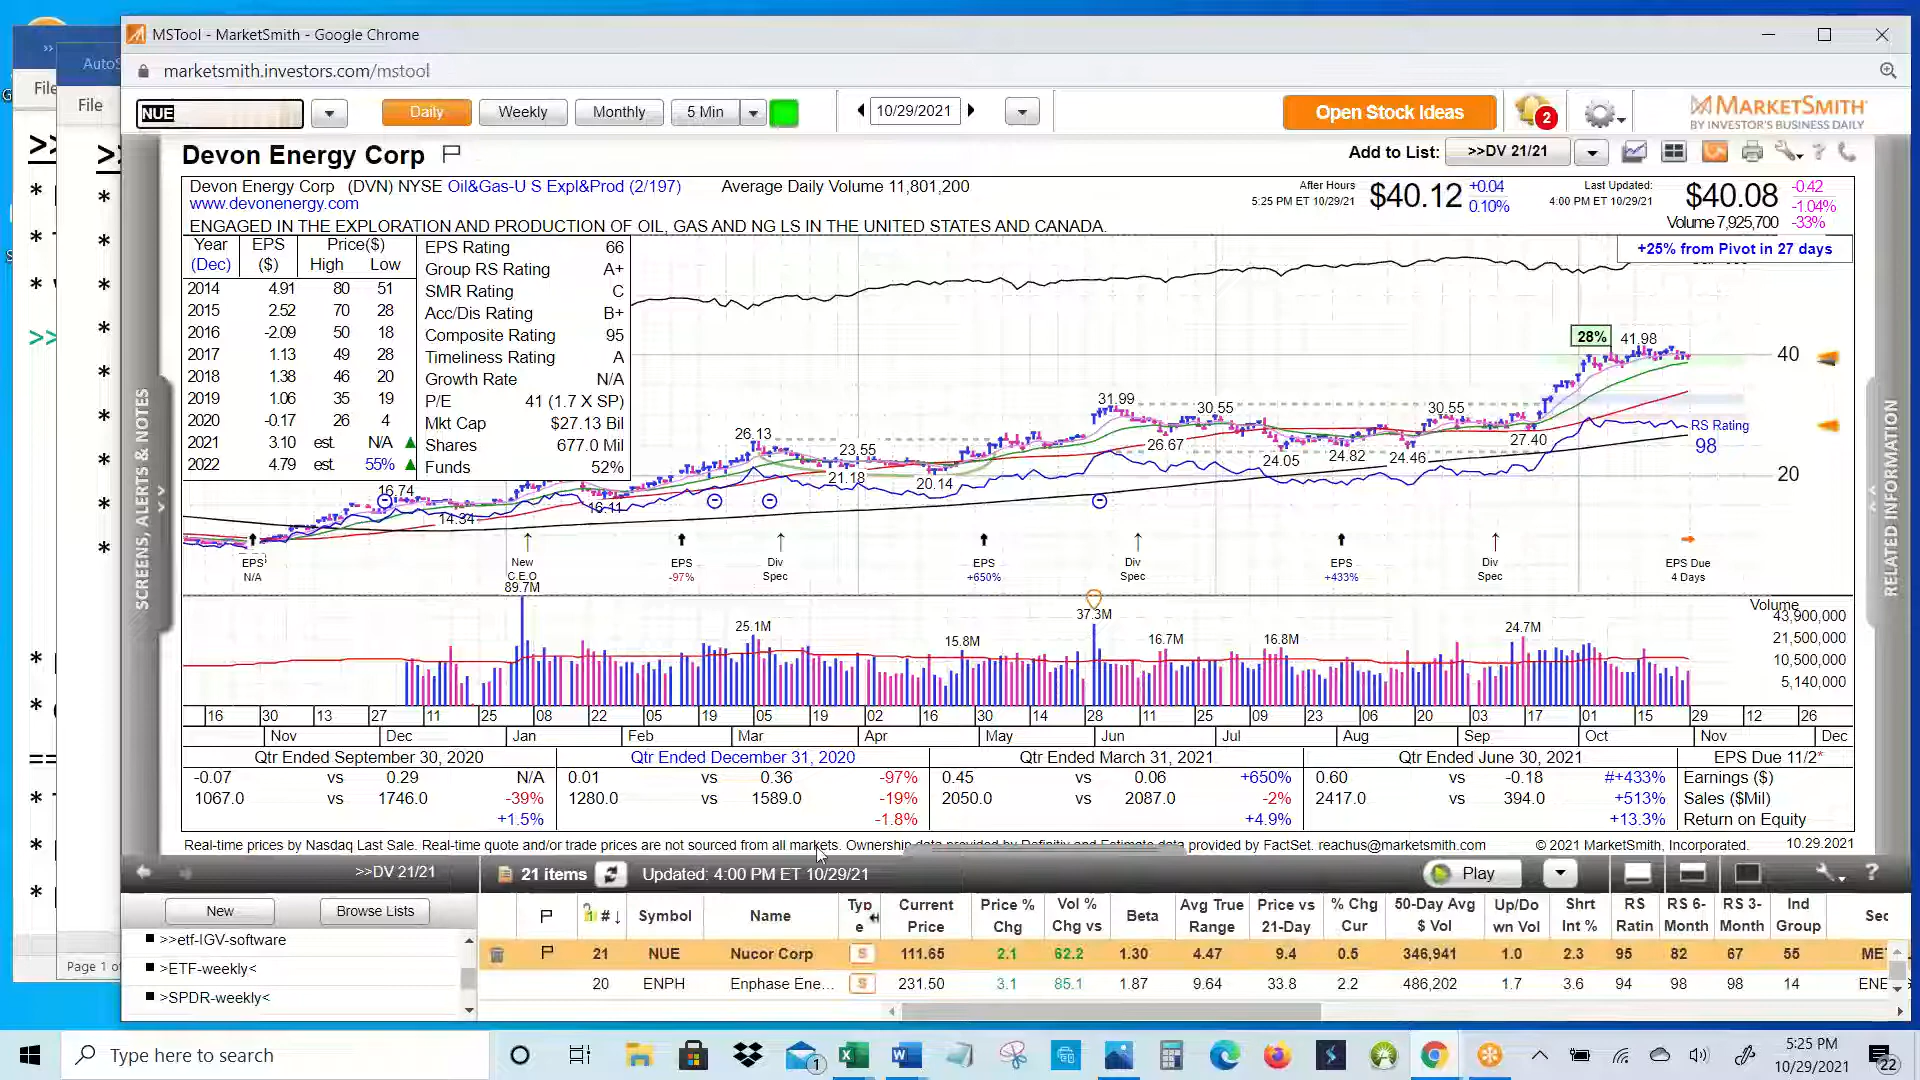 MSTool - MarketSmith - Google Chrome
AutoS
marketsmith.investors.com/mstool
File
File
NUE
Daily
Weekly
Monthly
5 Min
10/29/2021
Open Stock Ideas
2
MARKETSMITH
BY INVESTOR'S BUSINESS DAILY
Devon Energy Corp
Add to List:
>>DV 21/21
Devon Energy Corp (DVN) NYSE Oil&Gas-U S Expl&Prod (2/197) Average Daily Volume 11,801,200
www.devonenergy.com
ENGAGED IN THE EXPLORATION AND PRODUCTION OF OIL, GAS AND NG LS IN THE UNITED STATES AND CANADA.
After Hours
5:25 PM ET 10/29/21
$40.12
+0.04
0.10%
Last Updated:
4:00 PM ET 10/29/21
$40.08
-0.42
-1.04%
Volume 7,925,700 -33%
+25% from Pivot in 27 days
Year EPS Price($)
(Dec) ($) High Low
2014 4.91 80 51
2015 2.52 70 28
2016 -2.09 50 18
2017 1.13 49 28
2018 1.38 46 20
2019 1.06 35 19
2020 -0.17 26 4
2021 3.10 est. N/A
2022 4.79 est. 55%
EPS Rating 66
Group RS Rating A+
SMR Rating C
Acc/Dis Rating B+
Composite Rating 95
Timeliness Rating A
Growth Rate N/A
P/E 41 (1.7 X SP)
Mkt Cap $27.13 Bil
Shares 677.0 Mil
Funds 52%
28%
41.98
40
31.99
30.55
30.55
RS Rating
98
26.13
23.55
26.67
27.40
24.05
24.82
24.46
21.18
20.14
20
16.74
14.34
16.11
EPS
N/A
New
C.E.O
EPS
-97%
Div
Spec
EPS
+650%
Div
Spec
EPS
+433%
Div
Spec
EPS Due
4 Days
89.7M
25.1M
15.8M
37.3M
16.7M
16.8M
24.7M
Volume
43,900,000
21,500,000
10,500,000
5,140,000
16 30 13 27 11 25 08 22 05 19 05 19 02 16 30 14 28 11 25 09 23 06 20 03 17 01 15 29 12 26
Nov Dec Jan Feb Mar Apr May Jun Jul Aug Sep Oct Nov Dec
Qtr Ended September 30, 2020 Qtr Ended December 31, 2020 Qtr Ended March 31, 2021 Qtr Ended June 30, 2021 EPS Due 11/2*
-0.07 vs 0.29 N/A 0.01 vs 0.36 -97% 0.45 vs 0.06 +650% 0.60 vs -0.18 #+433% Earnings ($)
1067.0 vs 1746.0 -39% 1280.0 vs 1589.0 -19% 2050.0 vs 2087.0 -2% 2417.0 vs 394.0 +513% Sales ($Mil)
+1.5% -1.8% +4.9% +13.3% Return on Equity
Real-time prices by Nasdaq Last Sale. Real-time quote and/or trade prices are not sourced from all markets. Ownership data provided by Refinitiv and Estimate data provided by FactSet. reachus@marketsmith.com © 2021 MarketSmith, Incorporated. 10.29.2021
SCREENS, ALERTS & NOTES
RELATED INFORMATION
>>DV 21/21
21 items
Updated: 4:00 PM ET 10/29/21
Play
New
Browse Lists
>>etf-IGV-software
>ETF-weekly<
>SPDR-weekly<
# Symbol Name Typ e Current Price Price % Chg Vol % Chg vs Beta Avg True Range Price vs 21-Day % Chg Cur 50-Day Avg $ Vol Up/Do wn Vol Shrt Int % RS Ratin RS 6-Month RS 3-Month Ind Group Sec
21 NUE Nucor Corp S 111.65 2.1 62.2 1.30 4.47 9.4 0.5 346,941 1.0 2.3 95 82 67 55 ME
20 ENPH Enphase Ene... S 231.50 3.1 85.1 1.87 9.64 33.8 2.2 486,202 1.7 3.6 94 98 98 14 ENE
Page 1 of
Type here to search
1
5:25 PM
10/29/2021
22